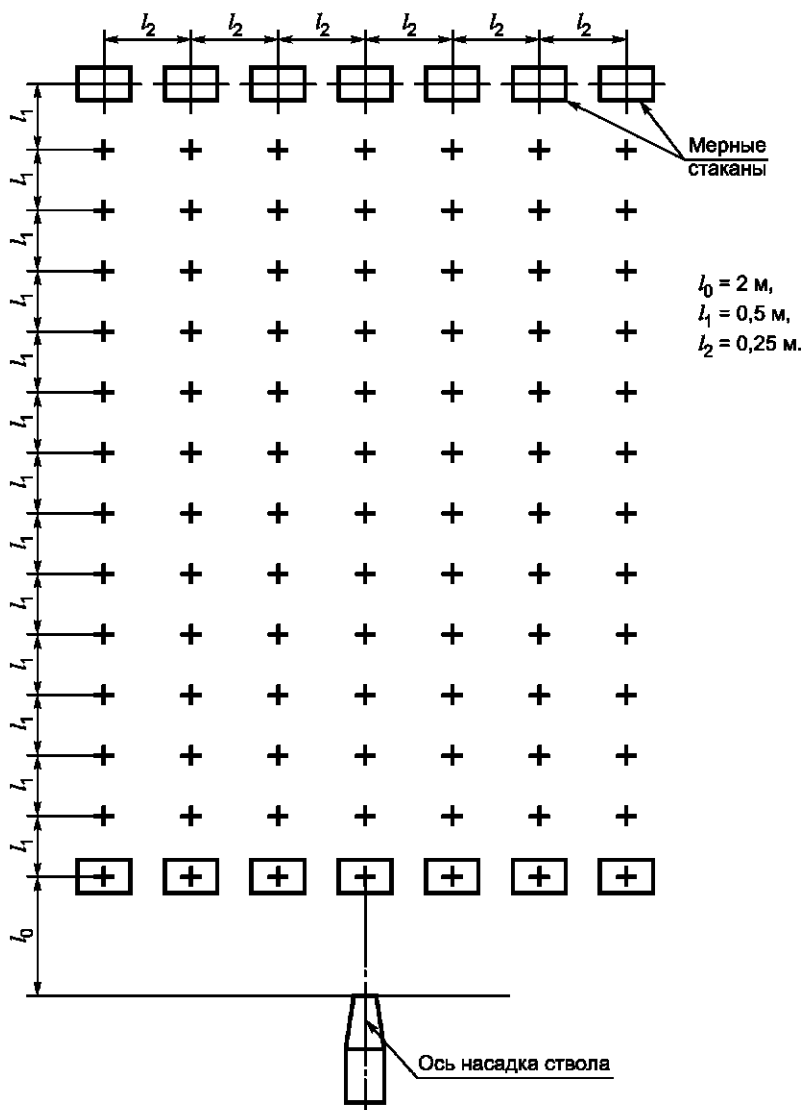 l₂ l₂ l₂ l₂ l₂ l₂
Мерные
стаканы
l₀ = 2 м,
l₁ = 0,5 м,
l₂ = 0,25 м.
l₁
l₁
l₁
l₁
l₁
l₁
l₁
l₁
l₁
l₁
l₁
l₁
l₁
l₀
Ось насадка ствола